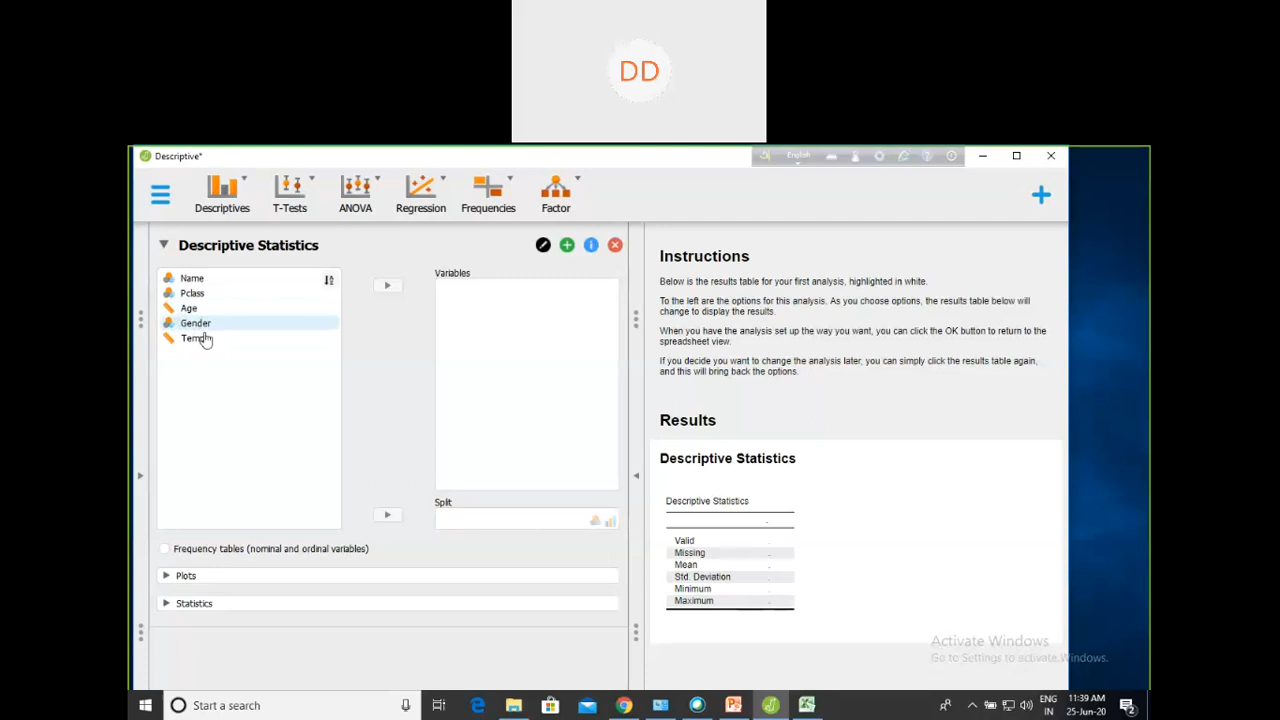 DD
Descriptive*
English
Descriptives
T-Tests
ANOVA
Regression
Frequencies
Factor
Descriptive Statistics
Name
Pclass
Age
Gender
Variables
Split
Frequency tables (nominal and ordinal variables)
Plots
Statistics
Instructions
Below is the results table for your first analysis, highlighted in white.
To the left are the options for this analysis. As you choose options, the results table below will
change to display the results.
When you have the analysis set up the way you want, you can click the OK button to return to the
spreadsheet view.
If you decide you want to change the analysis later, you can simply click the results table again,
and this will bring back the options.
Results
Descriptive Statistics
Descriptive Statistics
Valid
Missing
Mean
Std. Deviation
Minimum
Maximum
Activate Windows
Go to Settings to activate Windows.
Start a search
ENG
IN
11:39 AM
25-Jun-20
2